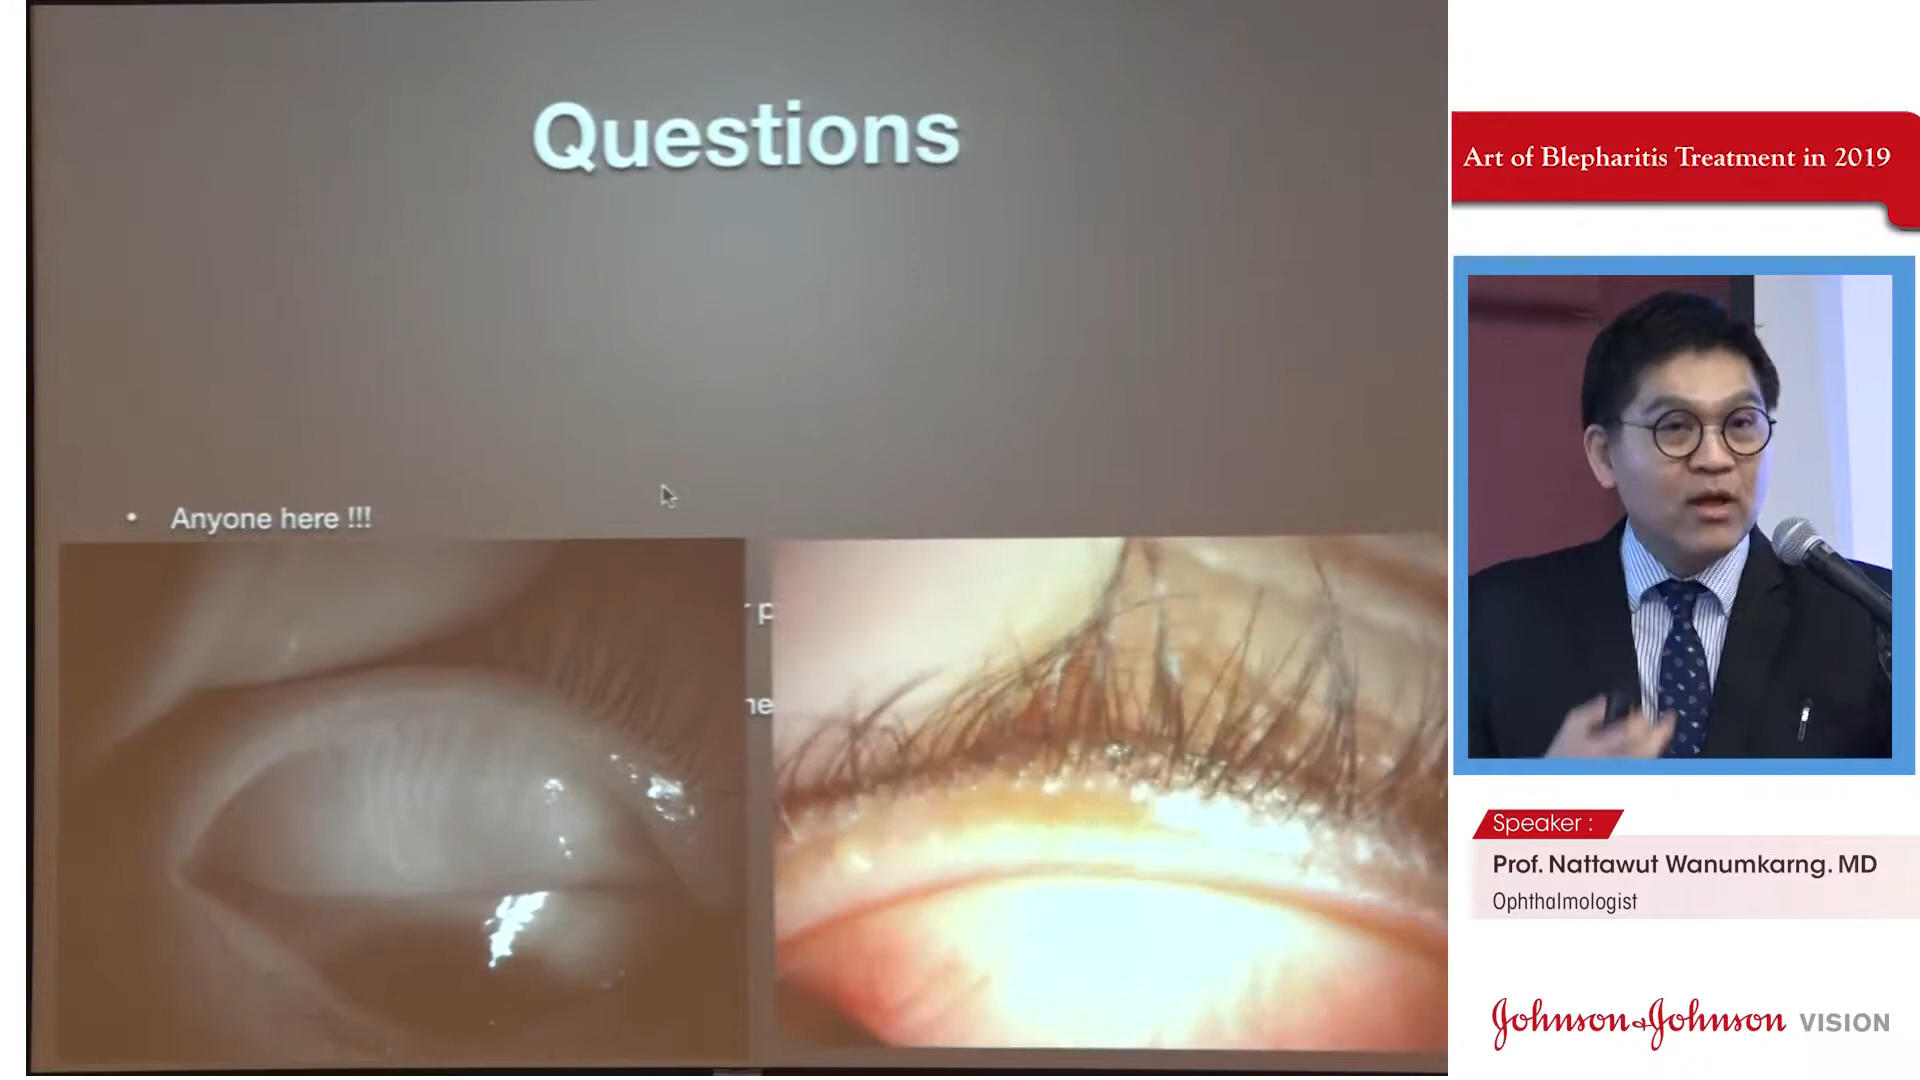 Questions
• Anyone here !!!
Art of Blepharitis Treatment in 2019
Speaker :
Prof. Nattawut Wanumkarng. MD
Ophthalmologist
Johnson & Johnson VISION